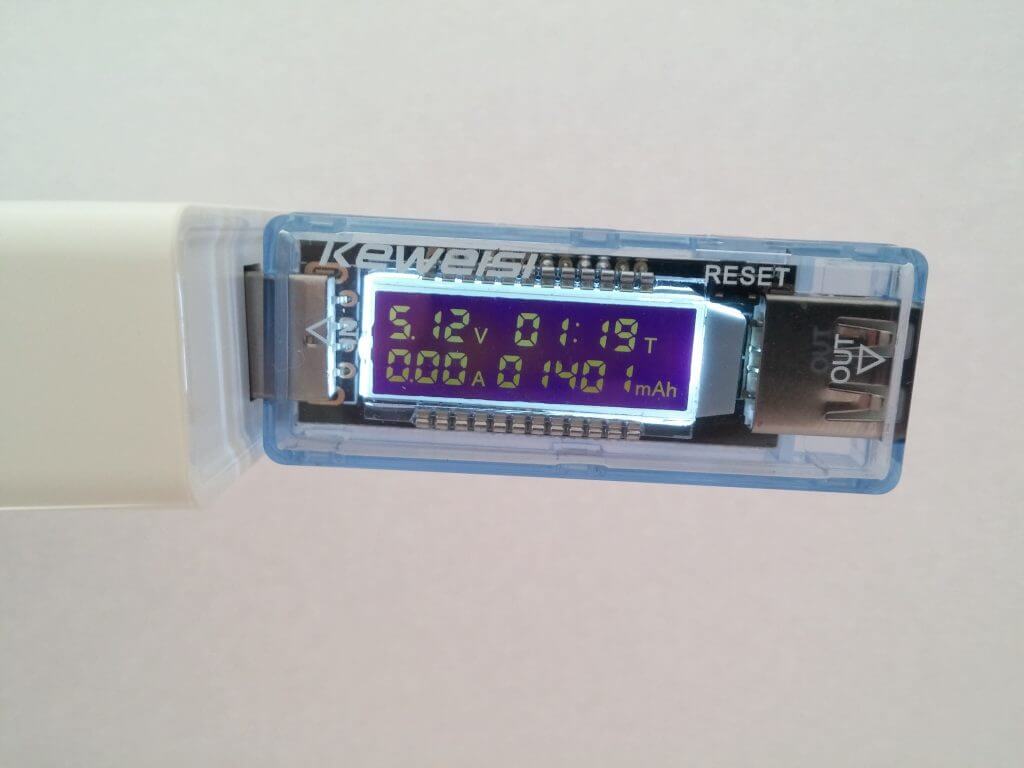 Keweisi
RESET
5.12V 01:19T
0.00A 01401mAh
OUT